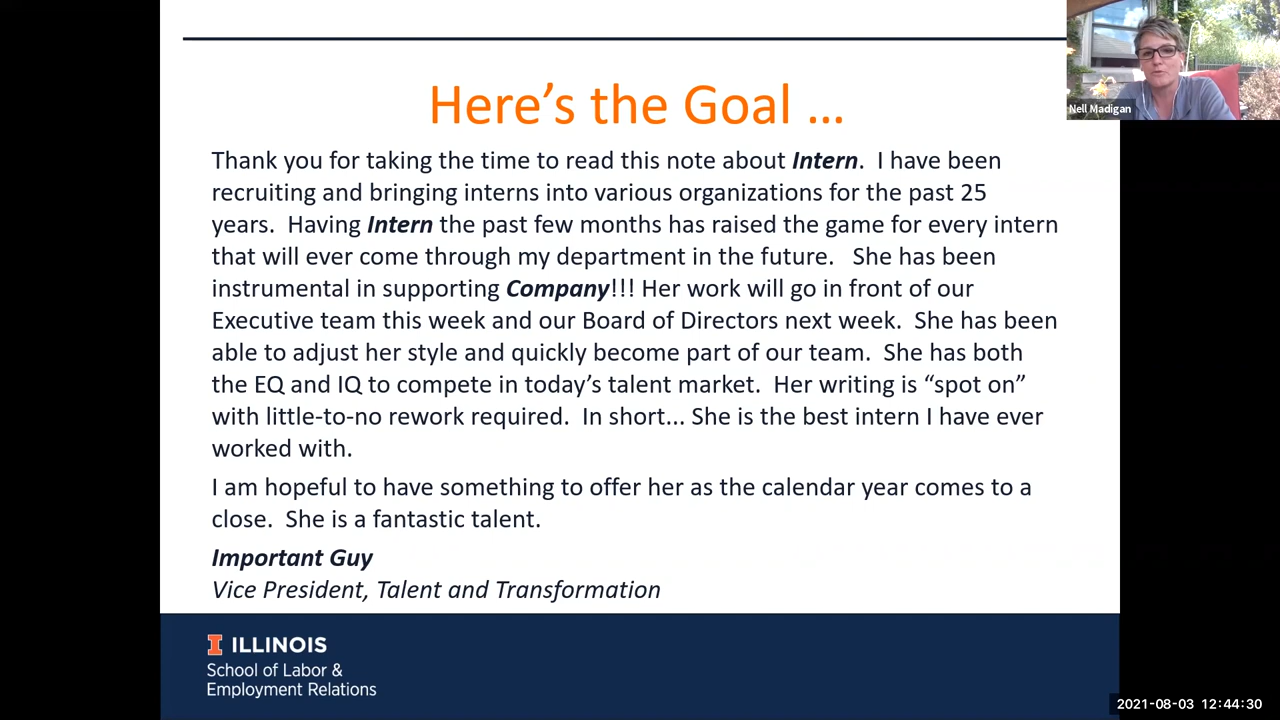 Here's the Goal ...
Nell Madigan
Thank you for taking the time to read this note about Intern.  I have been
recruiting and bringing interns into various organizations for the past 25
years.  Having Intern the past few months has raised the game for every intern
that will ever come through my department in the future.   She has been
instrumental in supporting Company!!! Her work will go in front of our
Executive team this week and our Board of Directors next week.  She has been
able to adjust her style and quickly become part of our team.  She has both
the EQ and IQ to compete in today's talent market.  Her writing is “spot on”
with little-to-no rework required.  In short... She is the best intern I have ever
worked with.
I am hopeful to have something to offer her as the calendar year comes to a
close.  She is a fantastic talent.
Important Guy
Vice President, Talent and Transformation
I ILLINOIS
School of Labor &
Employment Relations
2021-08-03 12:44:30